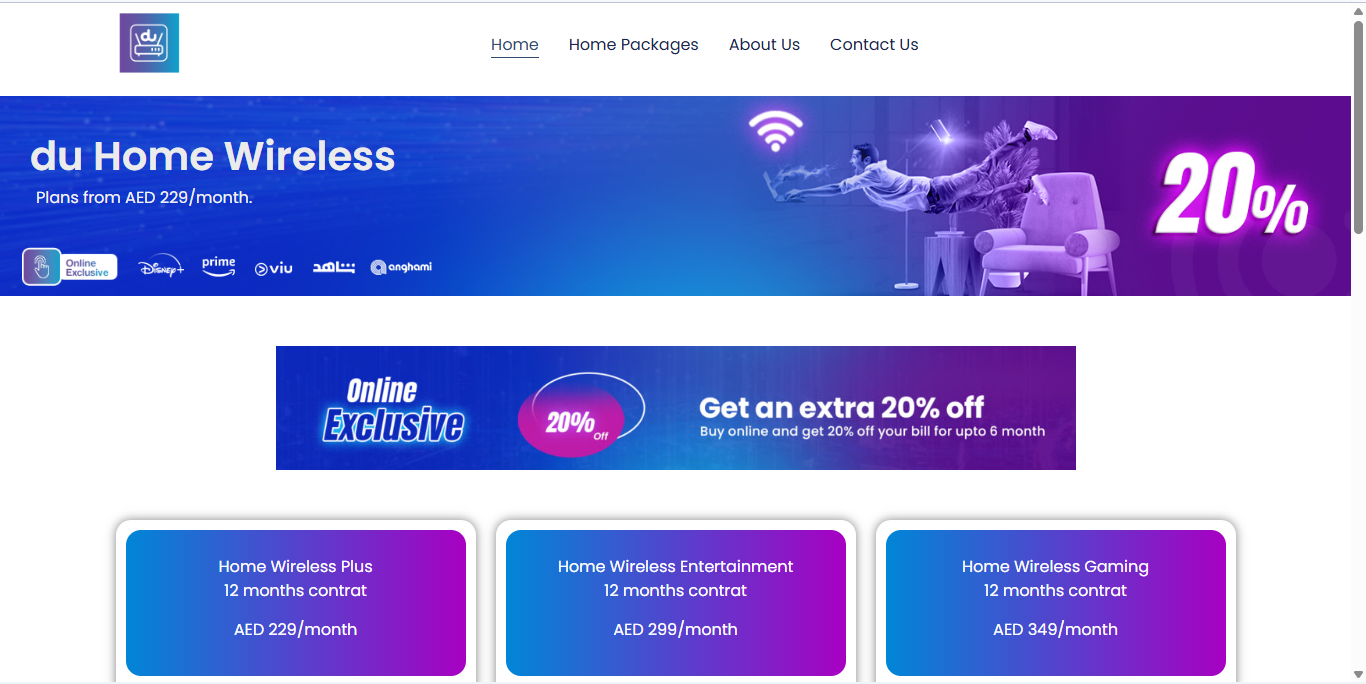 du
Home
Home Packages
About Us
Contact Us
du Home Wireless
Plans from AED 229/month.
20%
Online
Exclusive
Disney+
prime
viu
شاهد
anghami
Online
Exclusive
20%
Off
Get an extra 20% off
Buy online and get 20% off your bill for upto 6 month
Home Wireless Plus
12 months contrat
AED 229/month
Home Wireless Entertainment
12 months contrat
AED 299/month
Home Wireless Gaming
12 months contrat
AED 349/month